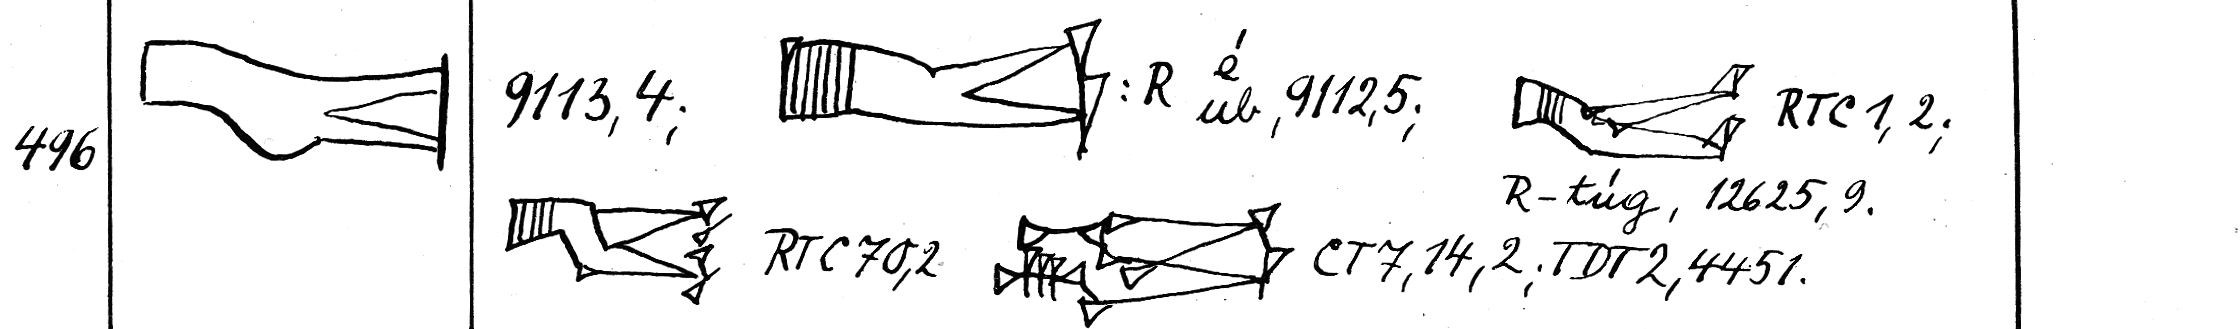 496
9113, 4; : R é ub, 9112,5; RTC 1, 2;
R-túg, 12625, 9.
RTC 70,2 CT 7, 14, 2; TDT 2, 4451.